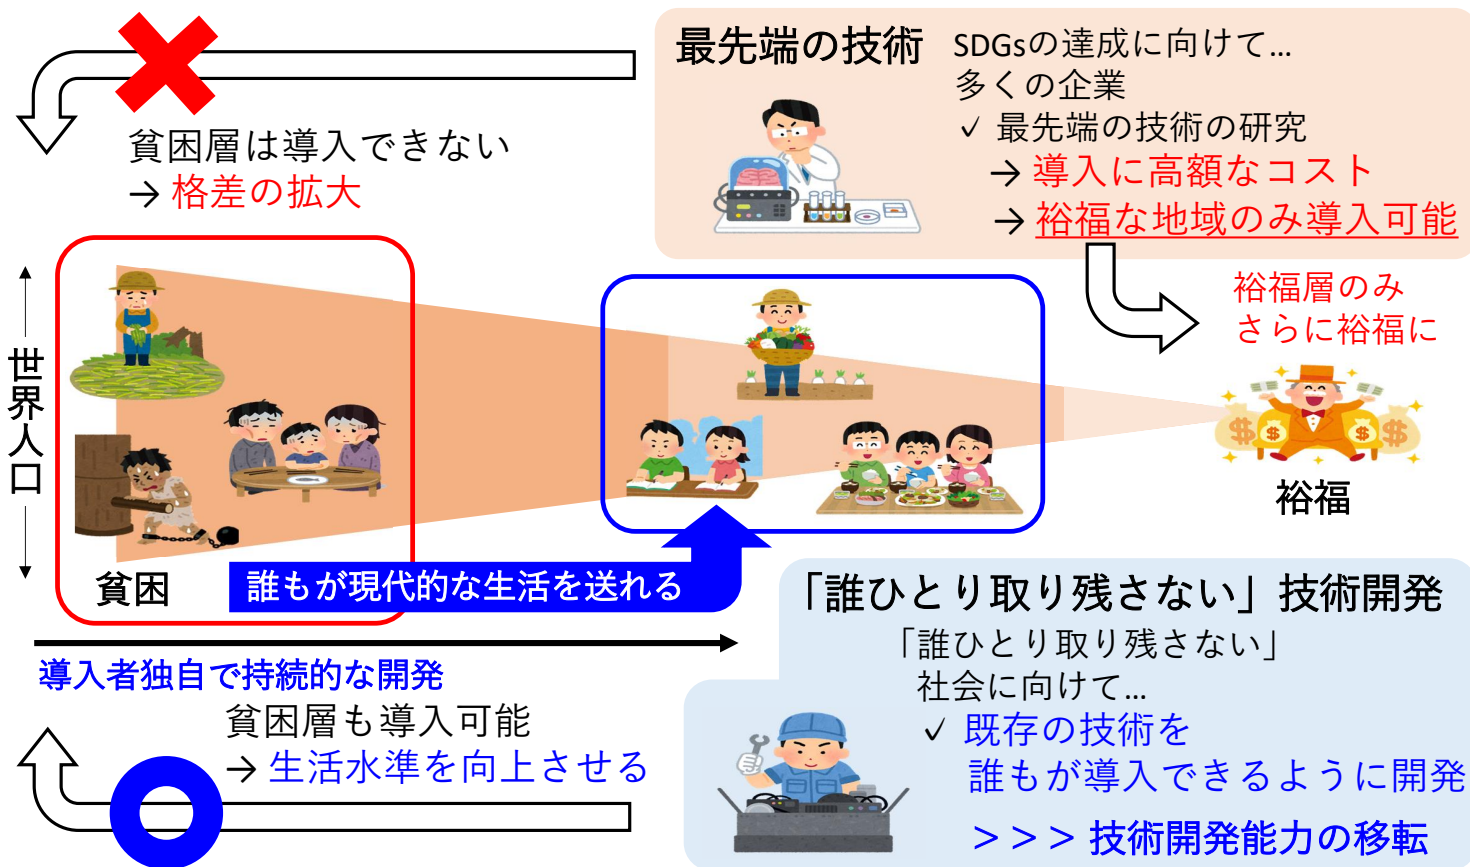 最先端の技術
SDGsの達成に向けて…
多くの企業
✓ 最先端の技術の研究
→ 導入に高額なコスト
→ 裕福な地域のみ導入可能
貧困層は導入できない
→ 格差の拡大
裕福層のみ
さらに裕福に
世界人口
貧困
裕福
誰もが現代的な生活を送れる
導入者独自で持続的な開発
貧困層も導入可能
→ 生活水準を向上させる
「誰ひとり取り残さない」技術開発
「誰ひとり取り残さない」
社会に向けて…
✓ 既存の技術を
誰もが導入できるように開発
＞＞＞ 技術開発能力の移転